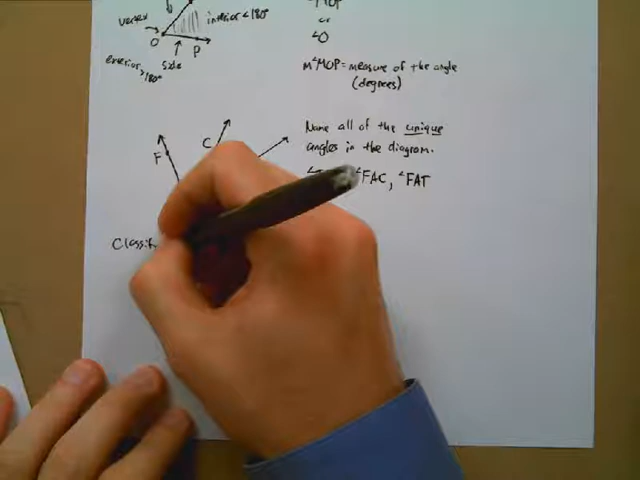 vertex
interior < 180°
O
P
side
exterior > 180°
or
∠O
m∠MOP = measure of the angle
(degrees)
F
C
Name all of the unique
angles in the diagram.
∠FAC, ∠FAT
Classif